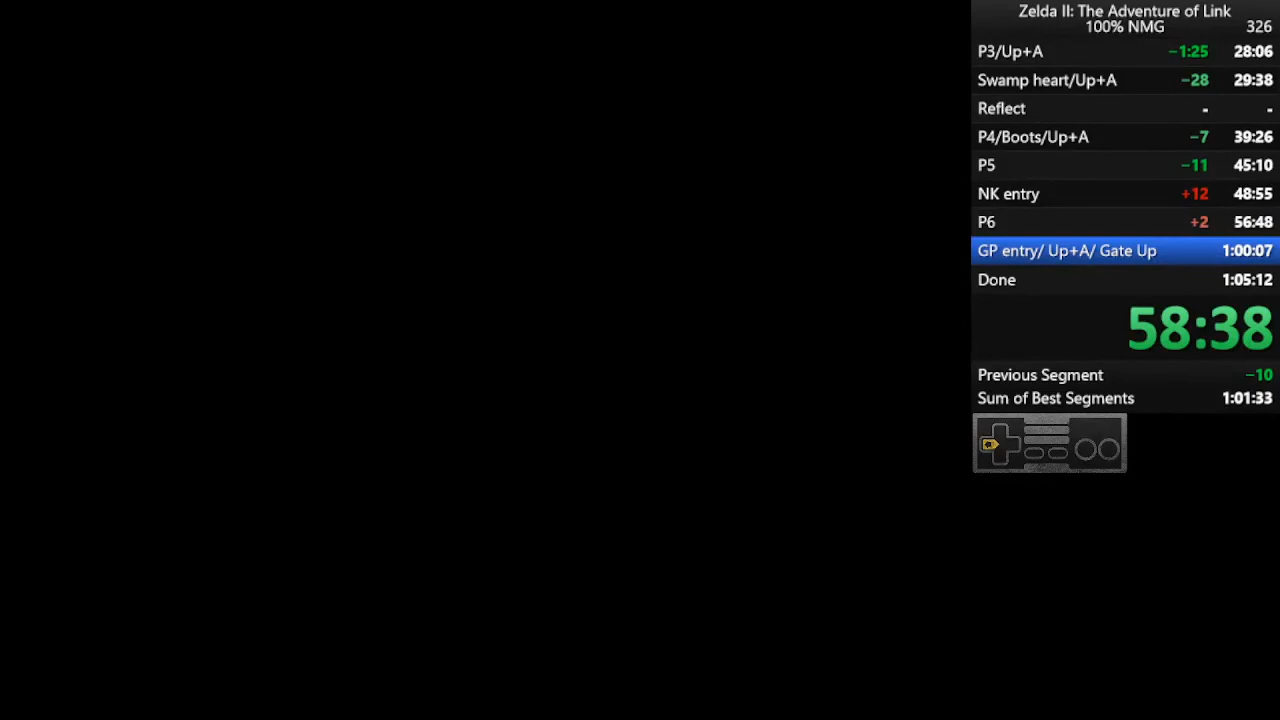 Zelda II: The Adventure of Link
100% NMG 326
P3/Up+A −1:25 28:06
Swamp heart/Up+A −28 29:38
Reflect - -
P4/Boots/Up+A −7 39:26
P5 −11 45:10
NK entry +12 48:55
P6 +2 56:48
GP entry/ Up+A/ Gate Up 1:00:07
Done 1:05:12
58:38
Previous Segment −10
Sum of Best Segments 1:01:33